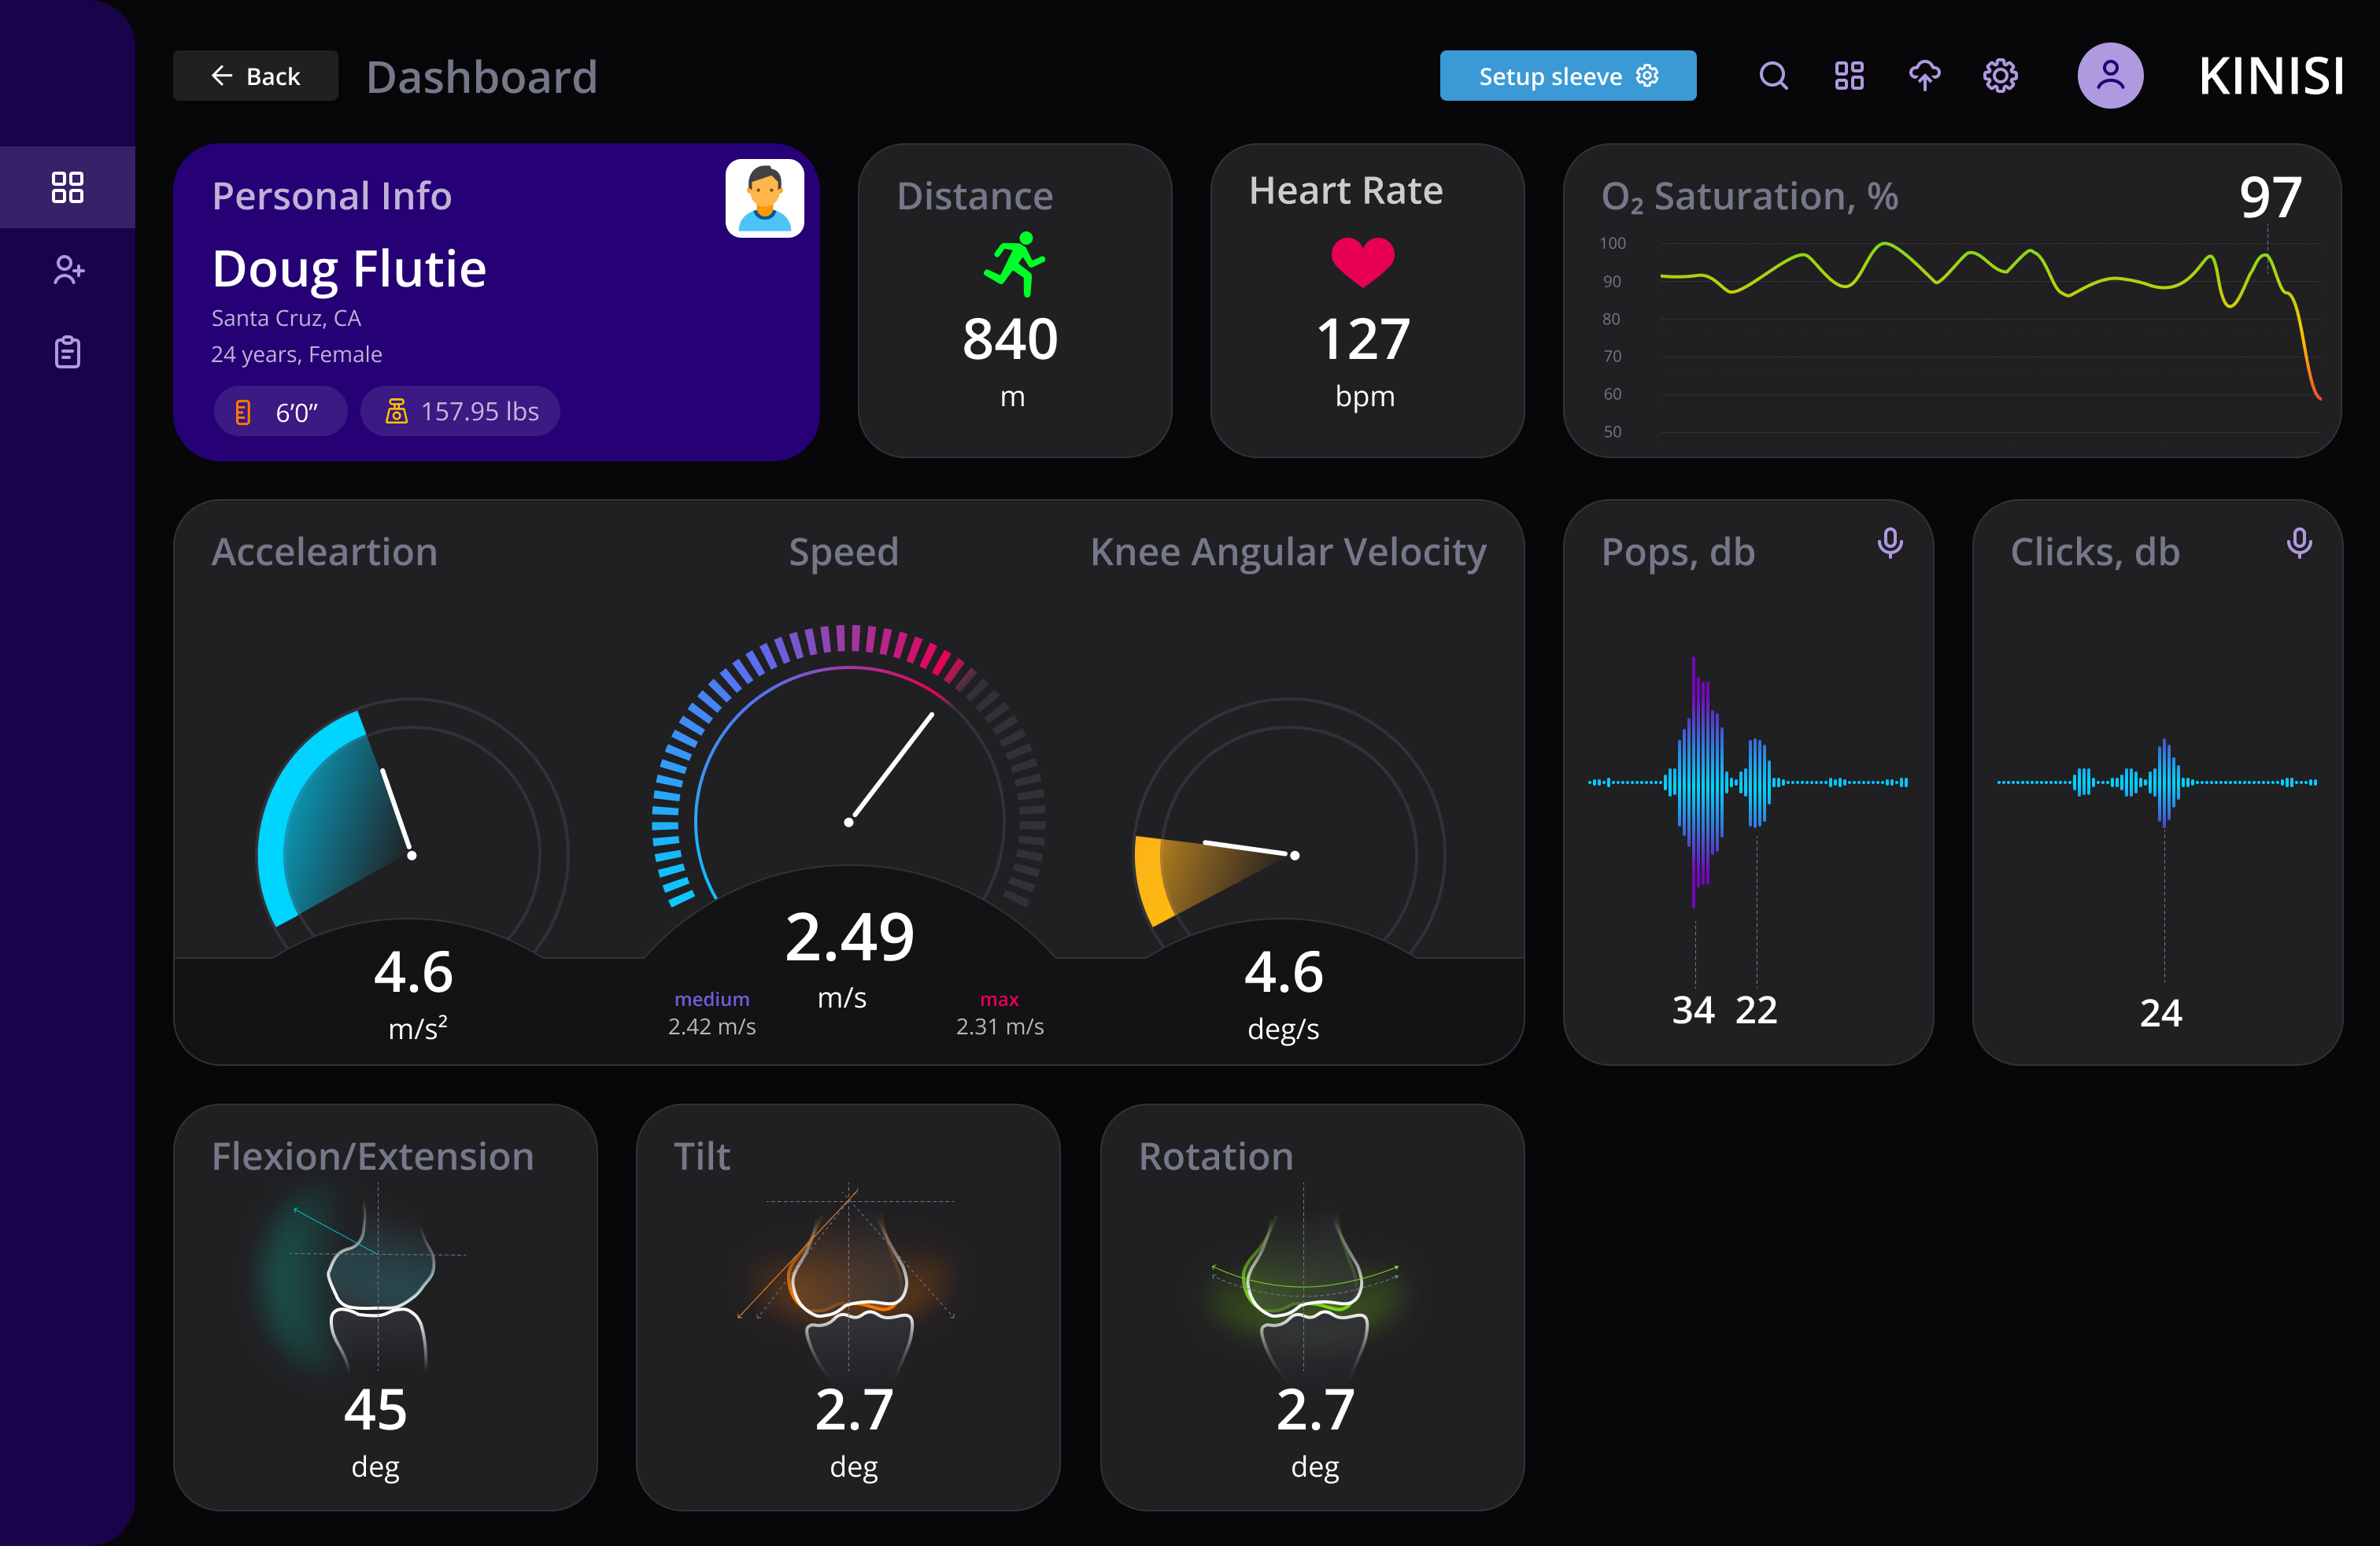 Back
Dashboard
Setup sleeve
KINISI
Personal Info
Doug Flutie
Santa Cruz, CA
24 years, Female
6’0”
157.95 lbs
Distance
840
m
Heart Rate
127
bpm
O₂ Saturation, %
97
100
90
80
70
60
50
Acceleartion
4.6
m/s²
Speed
2.49
m/s
medium
2.42 m/s
max
2.31 m/s
Knee Angular Velocity
4.6
deg/s
Pops, db
34 22
Clicks, db
24
Flexion/Extension
45
deg
Tilt
2.7
deg
Rotation
2.7
deg